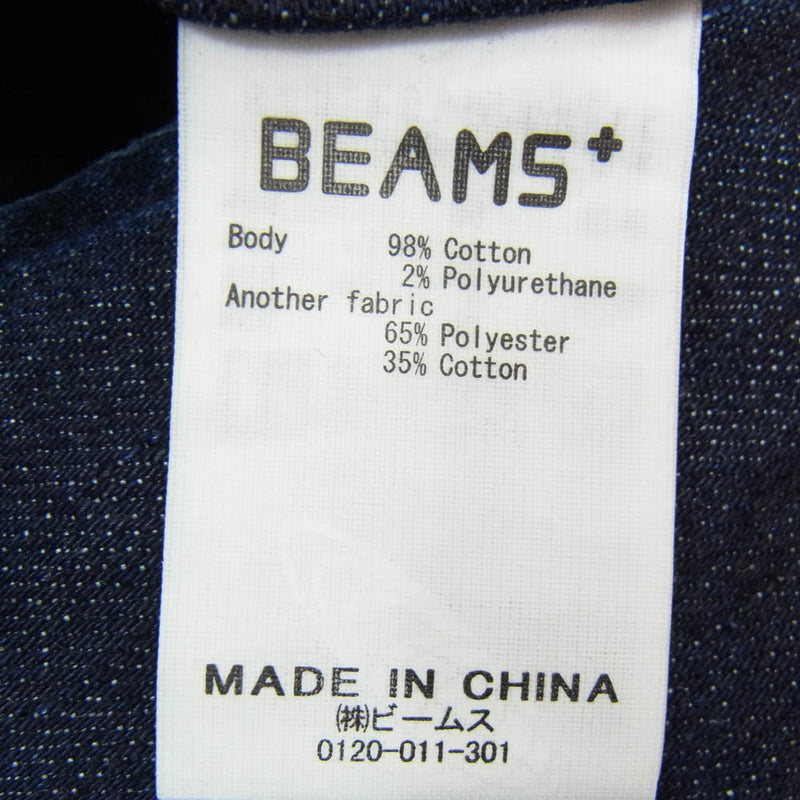 BEAMS+
Body 98% Cotton
2% Polyurethane
Another fabric
65% Polyester
35% Cotton
MADE IN CHINA
㈱ビームス
0120-011-301